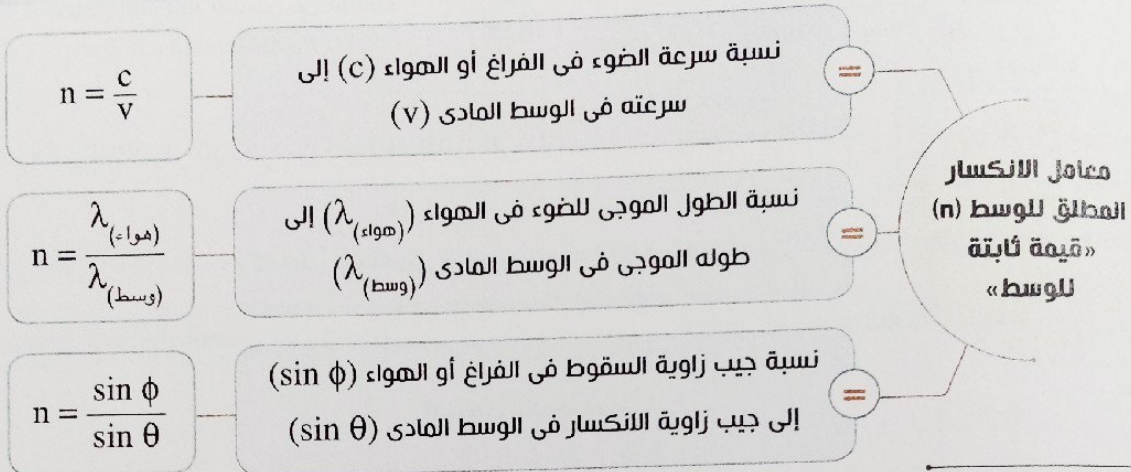 معامل الانكسار
المطلق للوسط (n)
«قيمة ثابتة
للوسط»
=
نسبة سرعة الضوء فى الفراغ أو الهواء (c) إلى
سرعته فى الوسط المادى (v)
n = c/v
=
نسبة الطول الموجى للضوء فى الهواء (λ(هواء)) إلى
طوله الموجى فى الوسط المادى (λ(وسط))
n = λ(هواء)/λ(وسط)
=
نسبة جيب زاوية السقوط فى الفراغ أو الهواء (sin ϕ)
إلى جيب زاوية الانكسار فى الوسط المادى (sin θ)
n = sin ϕ/sin θ